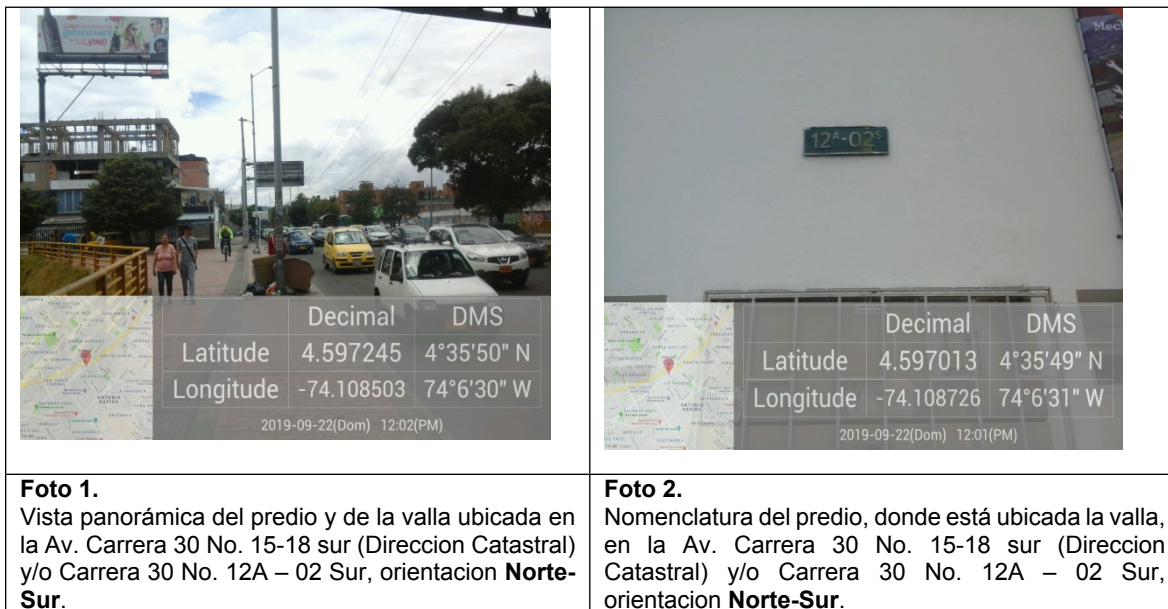 REFRESCANTE
VINO
Decimal DMS
Latitude 4.597245 4°35'50" N
Longitude -74.108503 74°6'30" W
2019-09-22(Dom) 12:02(PM)
12A-02S
Decimal DMS
Latitude 4.597013 4°35'49" N
Longitude -74.108726 74°6'31" W
2019-09-22(Dom) 12:01(PM)
Foto 1.
Vista panorámica del predio y de la valla ubicada en
la Av. Carrera 30 No. 15-18 sur (Direccion Catastral)
y/o Carrera 30 No. 12A – 02 Sur, orientacion Norte-
Sur.
Foto 2.
Nomenclatura del predio, donde está ubicada la valla,
en la Av. Carrera 30 No. 15-18 sur (Direccion
Catastral) y/o Carrera 30 No. 12A – 02 Sur,
orientacion Norte-Sur.